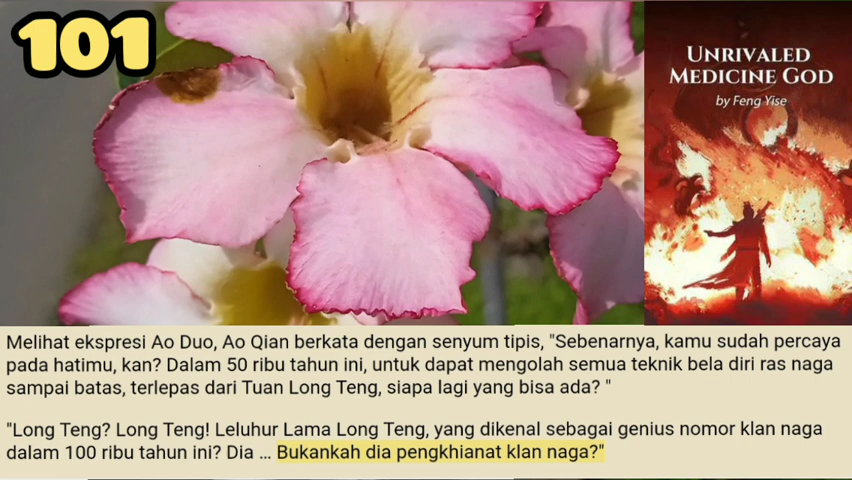 101
UNRIVALED
MEDICINE GOD
by Feng Yise
Melihat ekspresi Ao Duo, Ao Qian berkata dengan senyum tipis, "Sebenarnya, kamu sudah percaya
pada hatimu, kan? Dalam 50 ribu tahun ini, untuk dapat mengolah semua teknik bela diri ras naga
sampai batas, terlepas dari Tuan Long Teng, siapa lagi yang bisa ada? "
"Long Teng? Long Teng! Leluhur Lama Long Teng, yang dikenal sebagai genius nomor klan naga
dalam 100 ribu tahun ini? Dia ... Bukankah dia pengkhianat klan naga?"